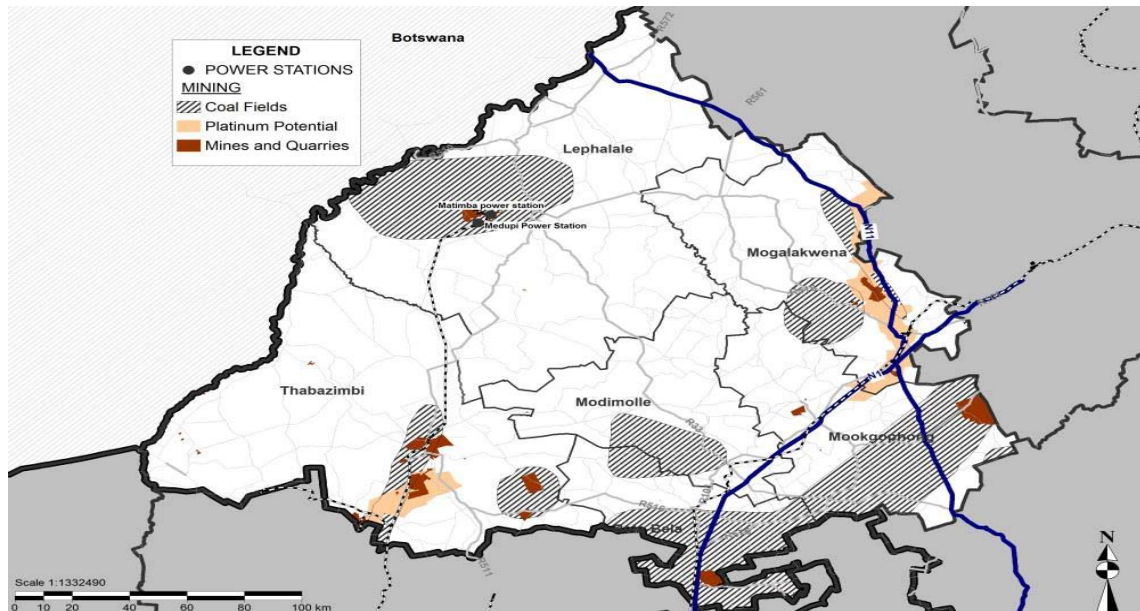 Botswana
LEGEND
POWER STATIONS
MINING
Coal Fields
Platinum Potential
Mines and Quarries
R572
R561
Lephalale
Matimba power station
Medupi Power Station
N11
Mogalakwena
Thabazimbi
Modimolle
N1
R33
Mookgophong
Bela
R511
Scale 1:1332490
0 10 20 40 60 80 100 km
N